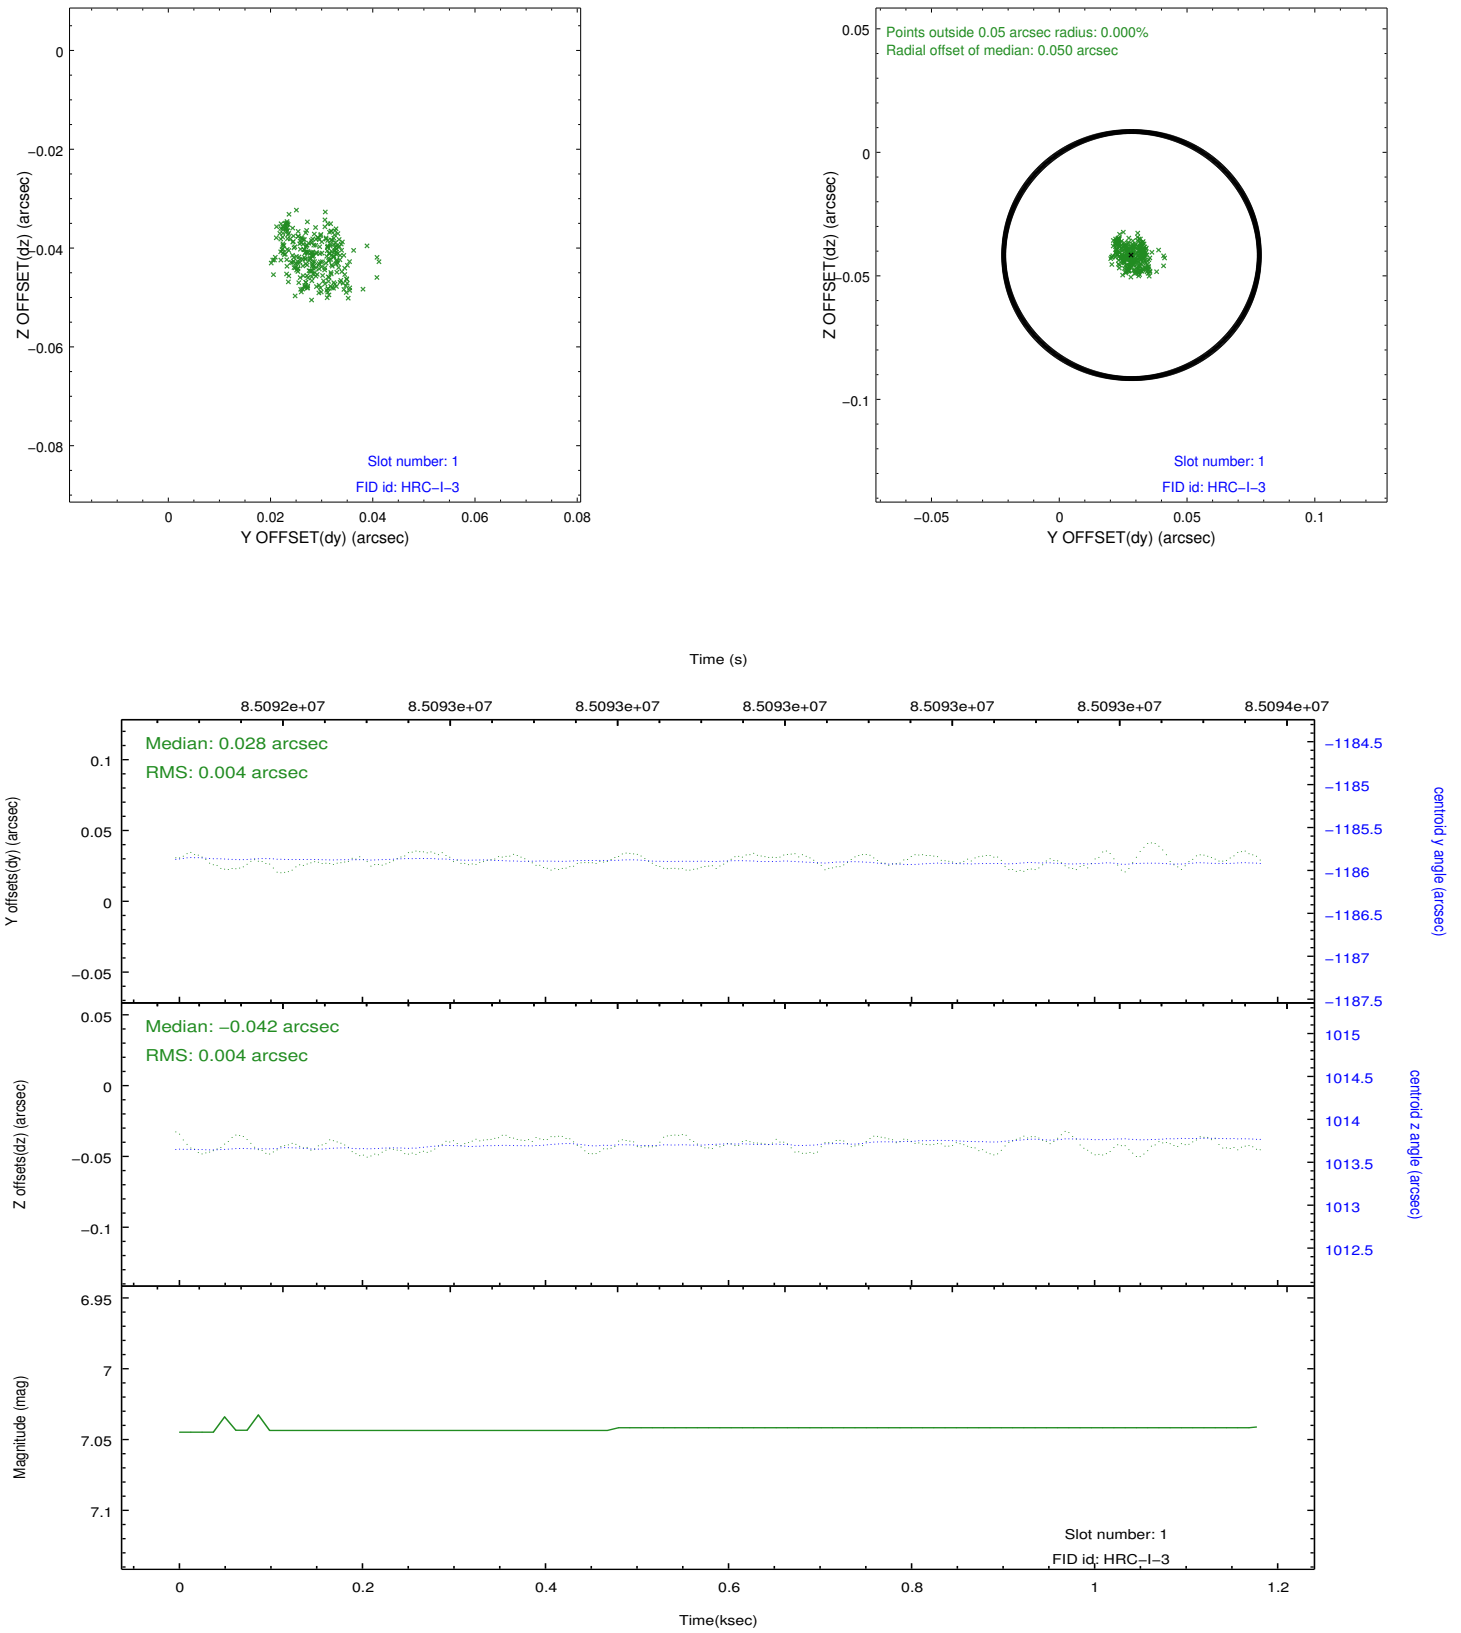 0
−0.02
−0.04
−0.06
−0.08
Z OFFSET(dz) (arcsec)
Slot number: 1
FID id: HRC−I−3
0 0.02 0.04 0.06 0.08
Y OFFSET(dy) (arcsec)
Points outside 0.05 arcsec radius: 0.000%
Radial offset of median: 0.050 arcsec
0.05
0
−0.05
−0.1
Z OFFSET(dz) (arcsec)
Slot number: 1
FID id: HRC−I−3
−0.05 0 0.05 0.1
Y OFFSET(dy) (arcsec)
Time (s)
8.5092e+07 8.5093e+07 8.5093e+07 8.5093e+07 8.5093e+07 8.5093e+07 8.5094e+07
Median: 0.028 arcsec
RMS: 0.004 arcsec
0.1
0.05
0
−0.05
Y offsets(dy) (arcsec)
−1184.5
−1185
−1185.5
−1186
−1186.5
−1187
−1187.5
centroid y angle (arcsec)
Median: −0.042 arcsec
RMS: 0.004 arcsec
0.05
0
−0.05
−0.1
Z offsets(dz) (arcsec)
1015
1014.5
1014
1013.5
1013
1012.5
centroid z angle (arcsec)
6.95
7
7.05
7.1
Magnitude (mag)
Slot number: 1
FID id: HRC−I−3
0 0.2 0.4 0.6 0.8 1 1.2
Time(ksec)